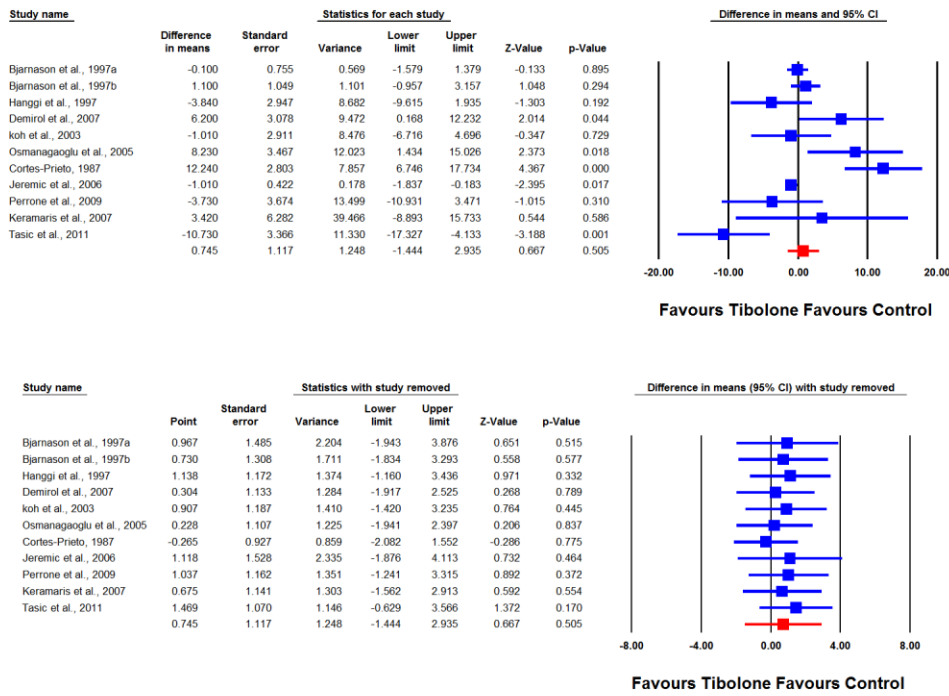 Study name Statistics for each study Difference in means and 95% CI
Difference in means Standard error Variance Lower limit Upper limit Z-Value p-Value
Bjarnason et al., 1997a -0.100 0.755 0.569 -1.579 1.379 -0.133 0.895
Bjarnason et al., 1997b 1.100 1.049 1.101 -0.957 3.157 1.048 0.294
Hanggi et al., 1997 -3.840 2.947 8.682 -9.615 1.935 -1.303 0.192
Demirol et al., 2007 6.200 3.078 9.472 0.168 12.232 2.014 0.044
koh et al., 2003 -1.010 2.911 8.476 -6.716 4.696 -0.347 0.729
Osmanagaoglu et al., 2005 8.230 3.467 12.023 1.434 15.026 2.373 0.018
Cortes-Prieto, 1987 12.240 2.803 7.857 6.746 17.734 4.367 0.000
Jeremic et al., 2006 -1.010 0.422 0.178 -1.837 -0.183 -2.395 0.017
Perrone et al., 2009 -3.730 3.674 13.499 -10.931 3.471 -1.015 0.310
Keramaris et al., 2007 3.420 6.282 39.466 -8.893 15.733 0.544 0.586
Tasic et al., 2011 -10.730 3.366 11.330 -17.327 -4.133 -3.188 0.001
0.745 1.117 1.248 -1.444 2.935 0.667 0.505
-20.00 -10.00 0.00 10.00 20.00
Favours Tibolone Favours Control
Study name Statistics with study removed Difference in means (95% CI) with study removed
Point Standard error Variance Lower limit Upper limit Z-Value p-Value
Bjarnason et al., 1997a 0.967 1.485 2.204 -1.943 3.876 0.651 0.515
Bjarnason et al., 1997b 0.730 1.308 1.711 -1.834 3.293 0.558 0.577
Hanggi et al., 1997 1.138 1.172 1.374 -1.160 3.436 0.971 0.332
Demirol et al., 2007 0.304 1.133 1.284 -1.917 2.525 0.268 0.789
koh et al., 2003 0.907 1.187 1.410 -1.420 3.235 0.764 0.445
Osmanagaoglu et al., 2005 0.228 1.107 1.225 -1.941 2.397 0.206 0.837
Cortes-Prieto, 1987 -0.265 0.927 0.859 -2.082 1.552 -0.286 0.775
Jeremic et al., 2006 1.118 1.528 2.335 -1.876 4.113 0.732 0.464
Perrone et al., 2009 1.037 1.162 1.351 -1.241 3.315 0.892 0.372
Keramaris et al., 2007 0.675 1.141 1.303 -1.562 2.913 0.592 0.554
Tasic et al., 2011 1.469 1.070 1.146 -0.629 3.566 1.372 0.170
0.745 1.117 1.248 -1.444 2.935 0.667 0.505
-8.00 -4.00 0.00 4.00 8.00
Favours Tibolone Favours Control